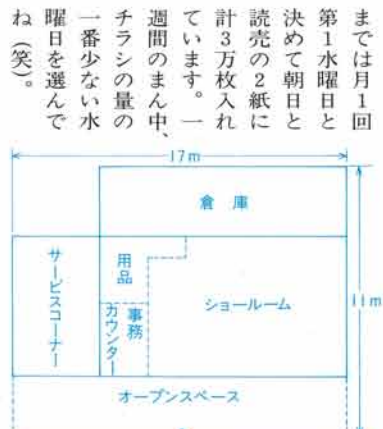 までは月1回
第1水曜日と
決めて朝日と
読売の2紙に
計3万枚入れ
ています。一
週間のまん中、
チラシの量の
一番少ない水
曜日を選んで
ね(笑)。
17m
倉庫
サービスコーナー
用品
事務
カウンター
ショールーム
11m
オープンスペース